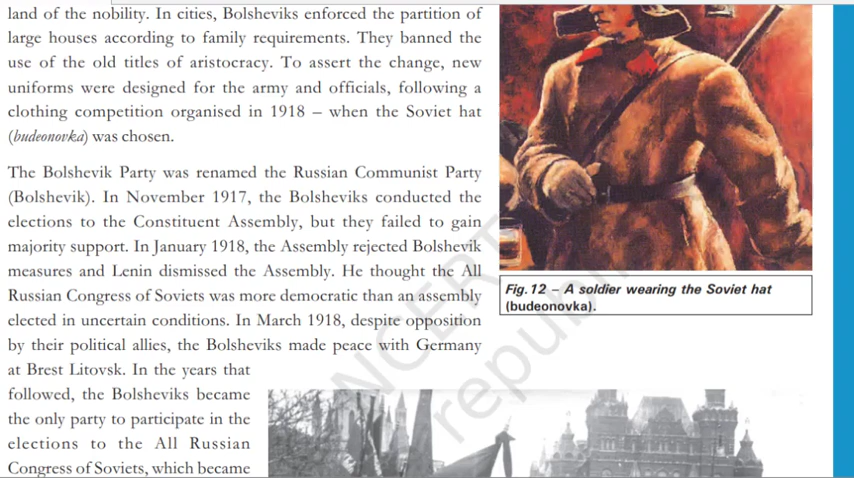 land of the nobility. In cities, Bolsheviks enforced the partition of
large houses according to family requirements. They banned the
use of the old titles of aristocracy. To assert the change, new
uniforms were designed for the army and officials, following a
clothing competition organised in 1918 – when the Soviet hat
(budeonovka) was chosen.
The Bolshevik Party was renamed the Russian Communist Party
(Bolshevik). In November 1917, the Bolsheviks conducted the
elections to the Constituent Assembly, but they failed to gain
majority support. In January 1918, the Assembly rejected Bolshevik
measures and Lenin dismissed the Assembly. He thought the All
Russian Congress of Soviets was more democratic than an assembly
elected in uncertain conditions. In March 1918, despite opposition
by their political allies, the Bolsheviks made peace with Germany
at Brest Litovsk. In the years that
followed, the Bolsheviks became
the only party to participate in the
elections to the All Russian
Congress of Soviets, which became
Fig.12 – A soldier wearing the Soviet hat
(budeonovka).
NCERT